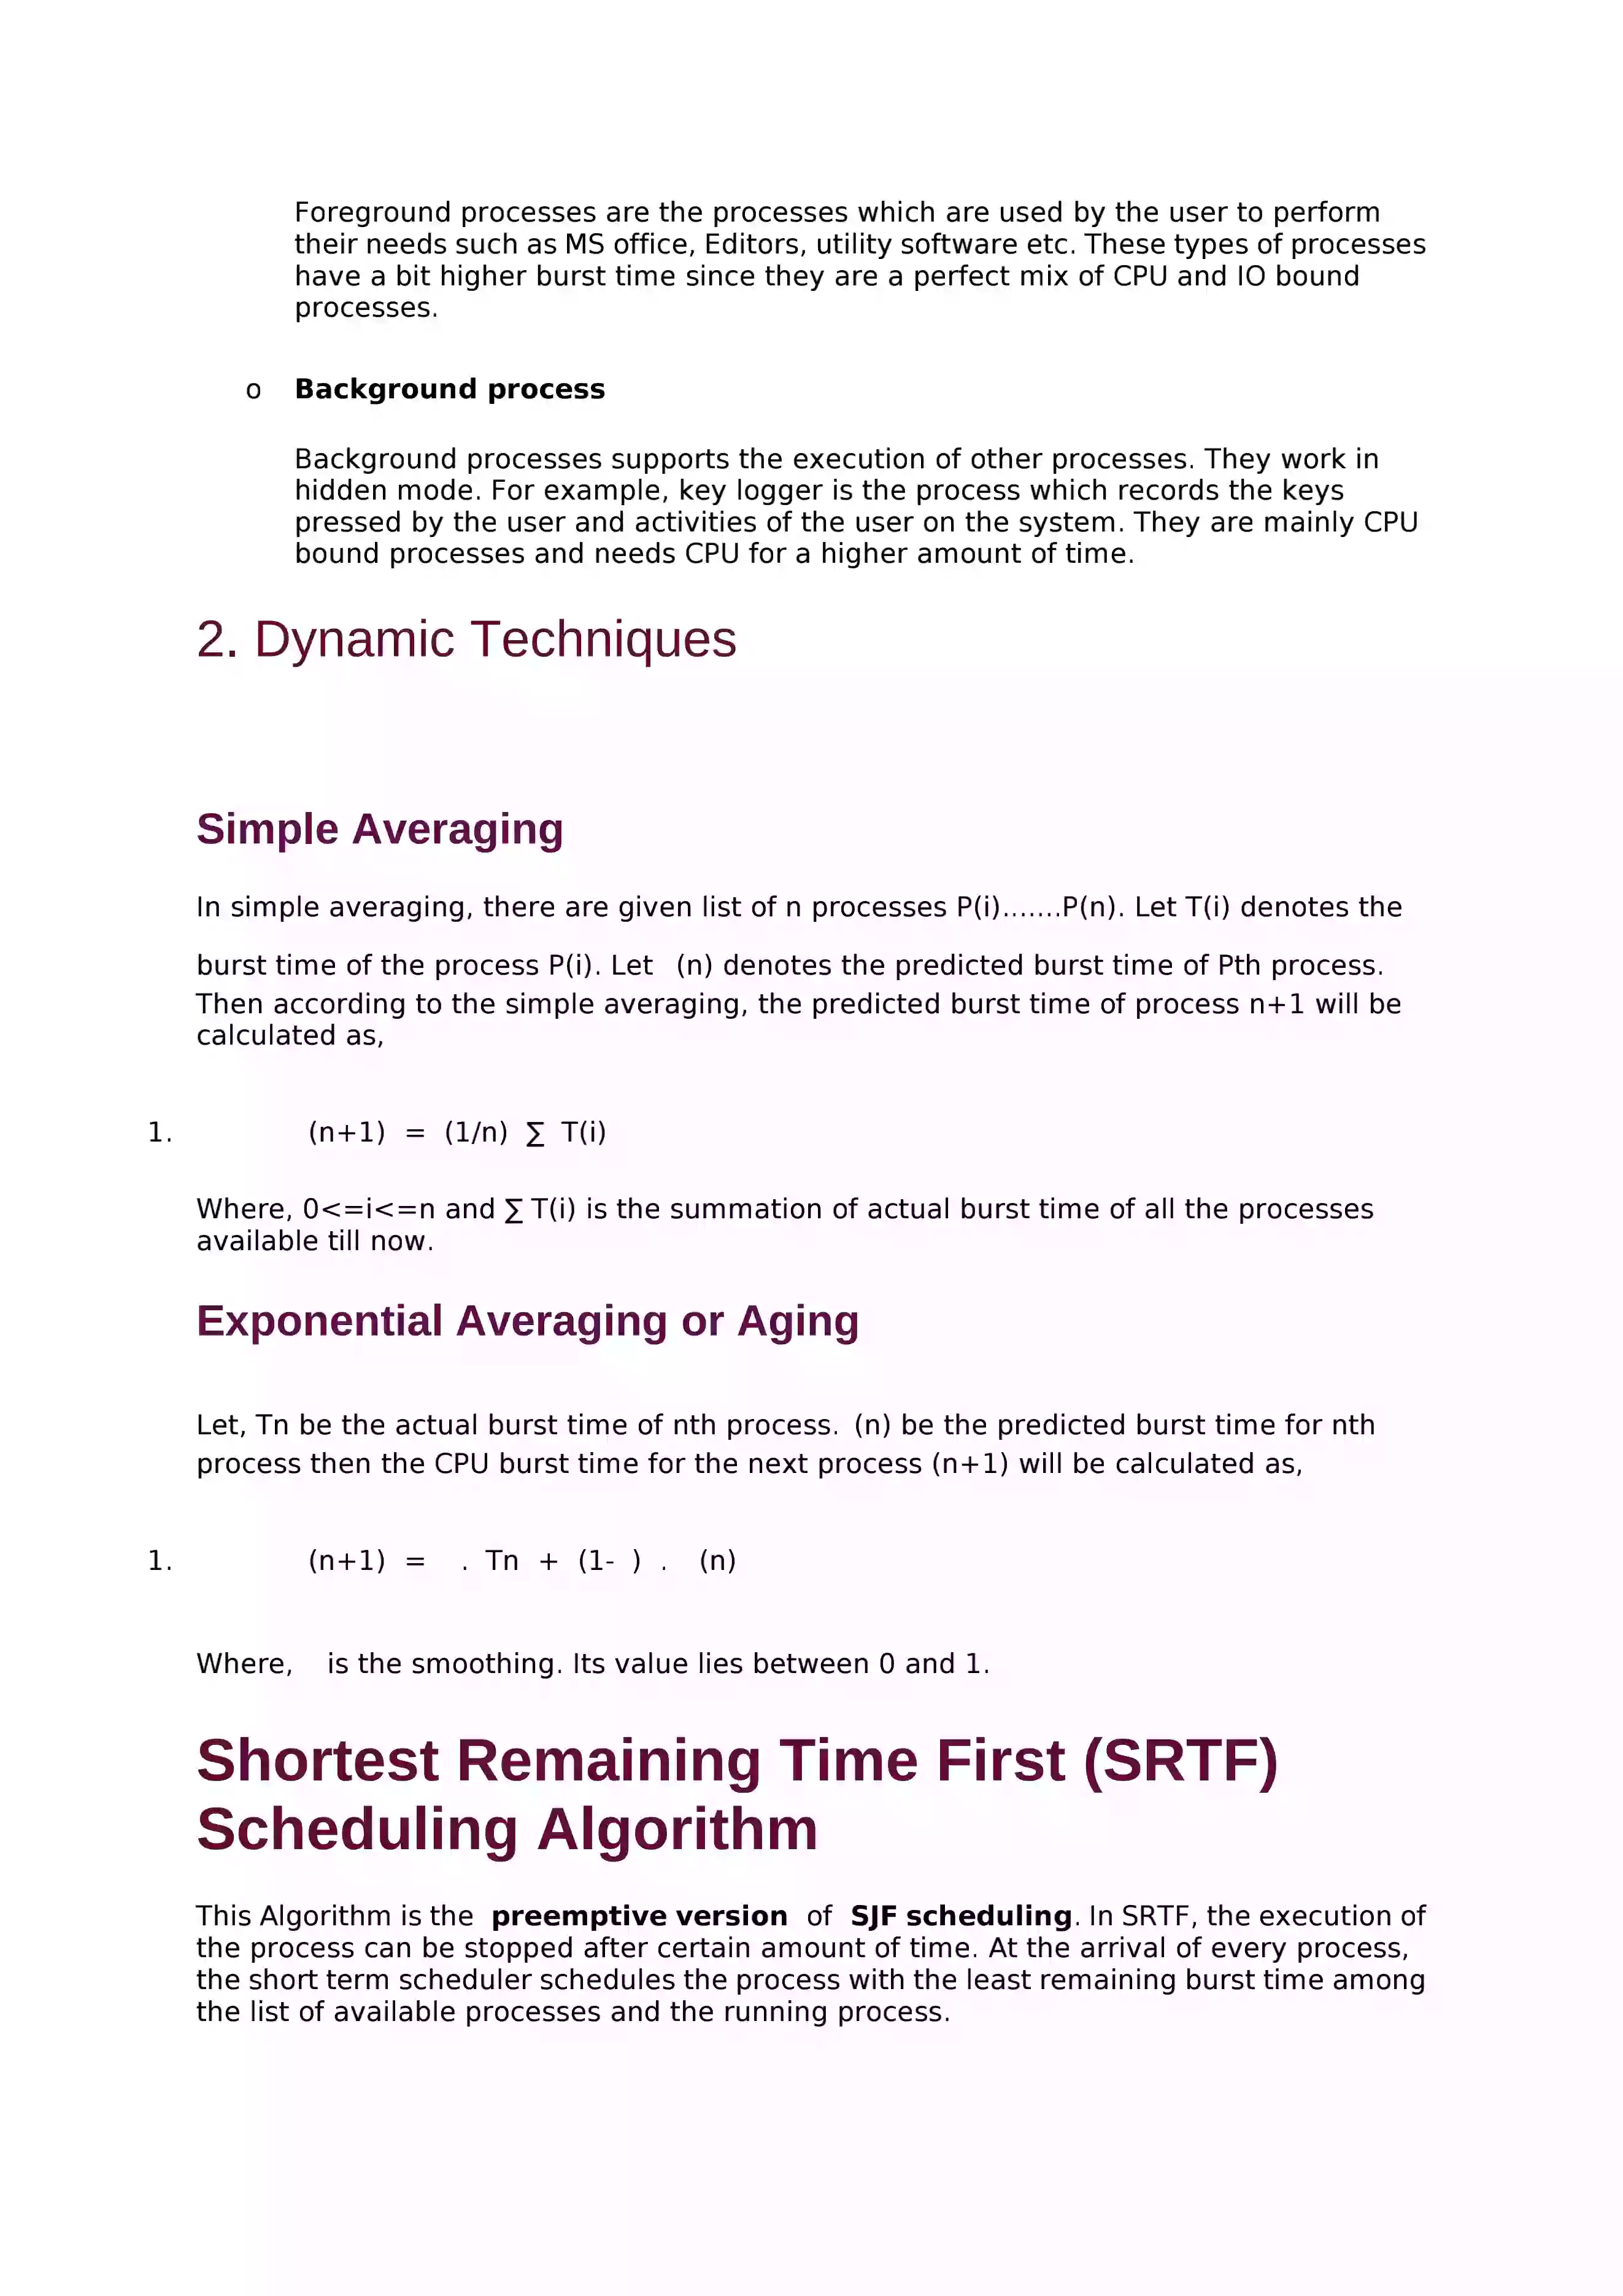 Foreground processes are the processes which are used by the user to perform
their needs such as MS office, Editors, utility software etc. These types of processes
have a bit higher burst time since they are a perfect mix of CPU and IO bound
processes.
o Background process
Background processes supports the execution of other processes. They work in
hidden mode. For example, key logger is the process which records the keys
pressed by the user and activities of the user on the system. They are mainly CPU
bound processes and needs CPU for a higher amount of time.
2. Dynamic Techniques
Simple Averaging
In simple averaging, there are given list of n processes P(i).......P(n). Let T(i) denotes the
burst time of the process P(i). Let (n) denotes the predicted burst time of Pth process.
Then according to the simple averaging, the predicted burst time of process n+1 will be
calculated as,
1. (n+1) = (1/n) ∑ T(i)
Where, 0<=i<=n and ∑ T(i) is the summation of actual burst time of all the processes
available till now.
Exponential Averaging or Aging
Let, Tn be the actual burst time of nth process. (n) be the predicted burst time for nth
process then the CPU burst time for the next process (n+1) will be calculated as,
1. (n+1) = . Tn + (1- ) . (n)
Where, is the smoothing. Its value lies between 0 and 1.
Shortest Remaining Time First (SRTF)
Scheduling Algorithm
This Algorithm is the preemptive version of SJF scheduling. In SRTF, the execution of
the process can be stopped after certain amount of time. At the arrival of every process,
the short term scheduler schedules the process with the least remaining burst time among
the list of available processes and the running process.